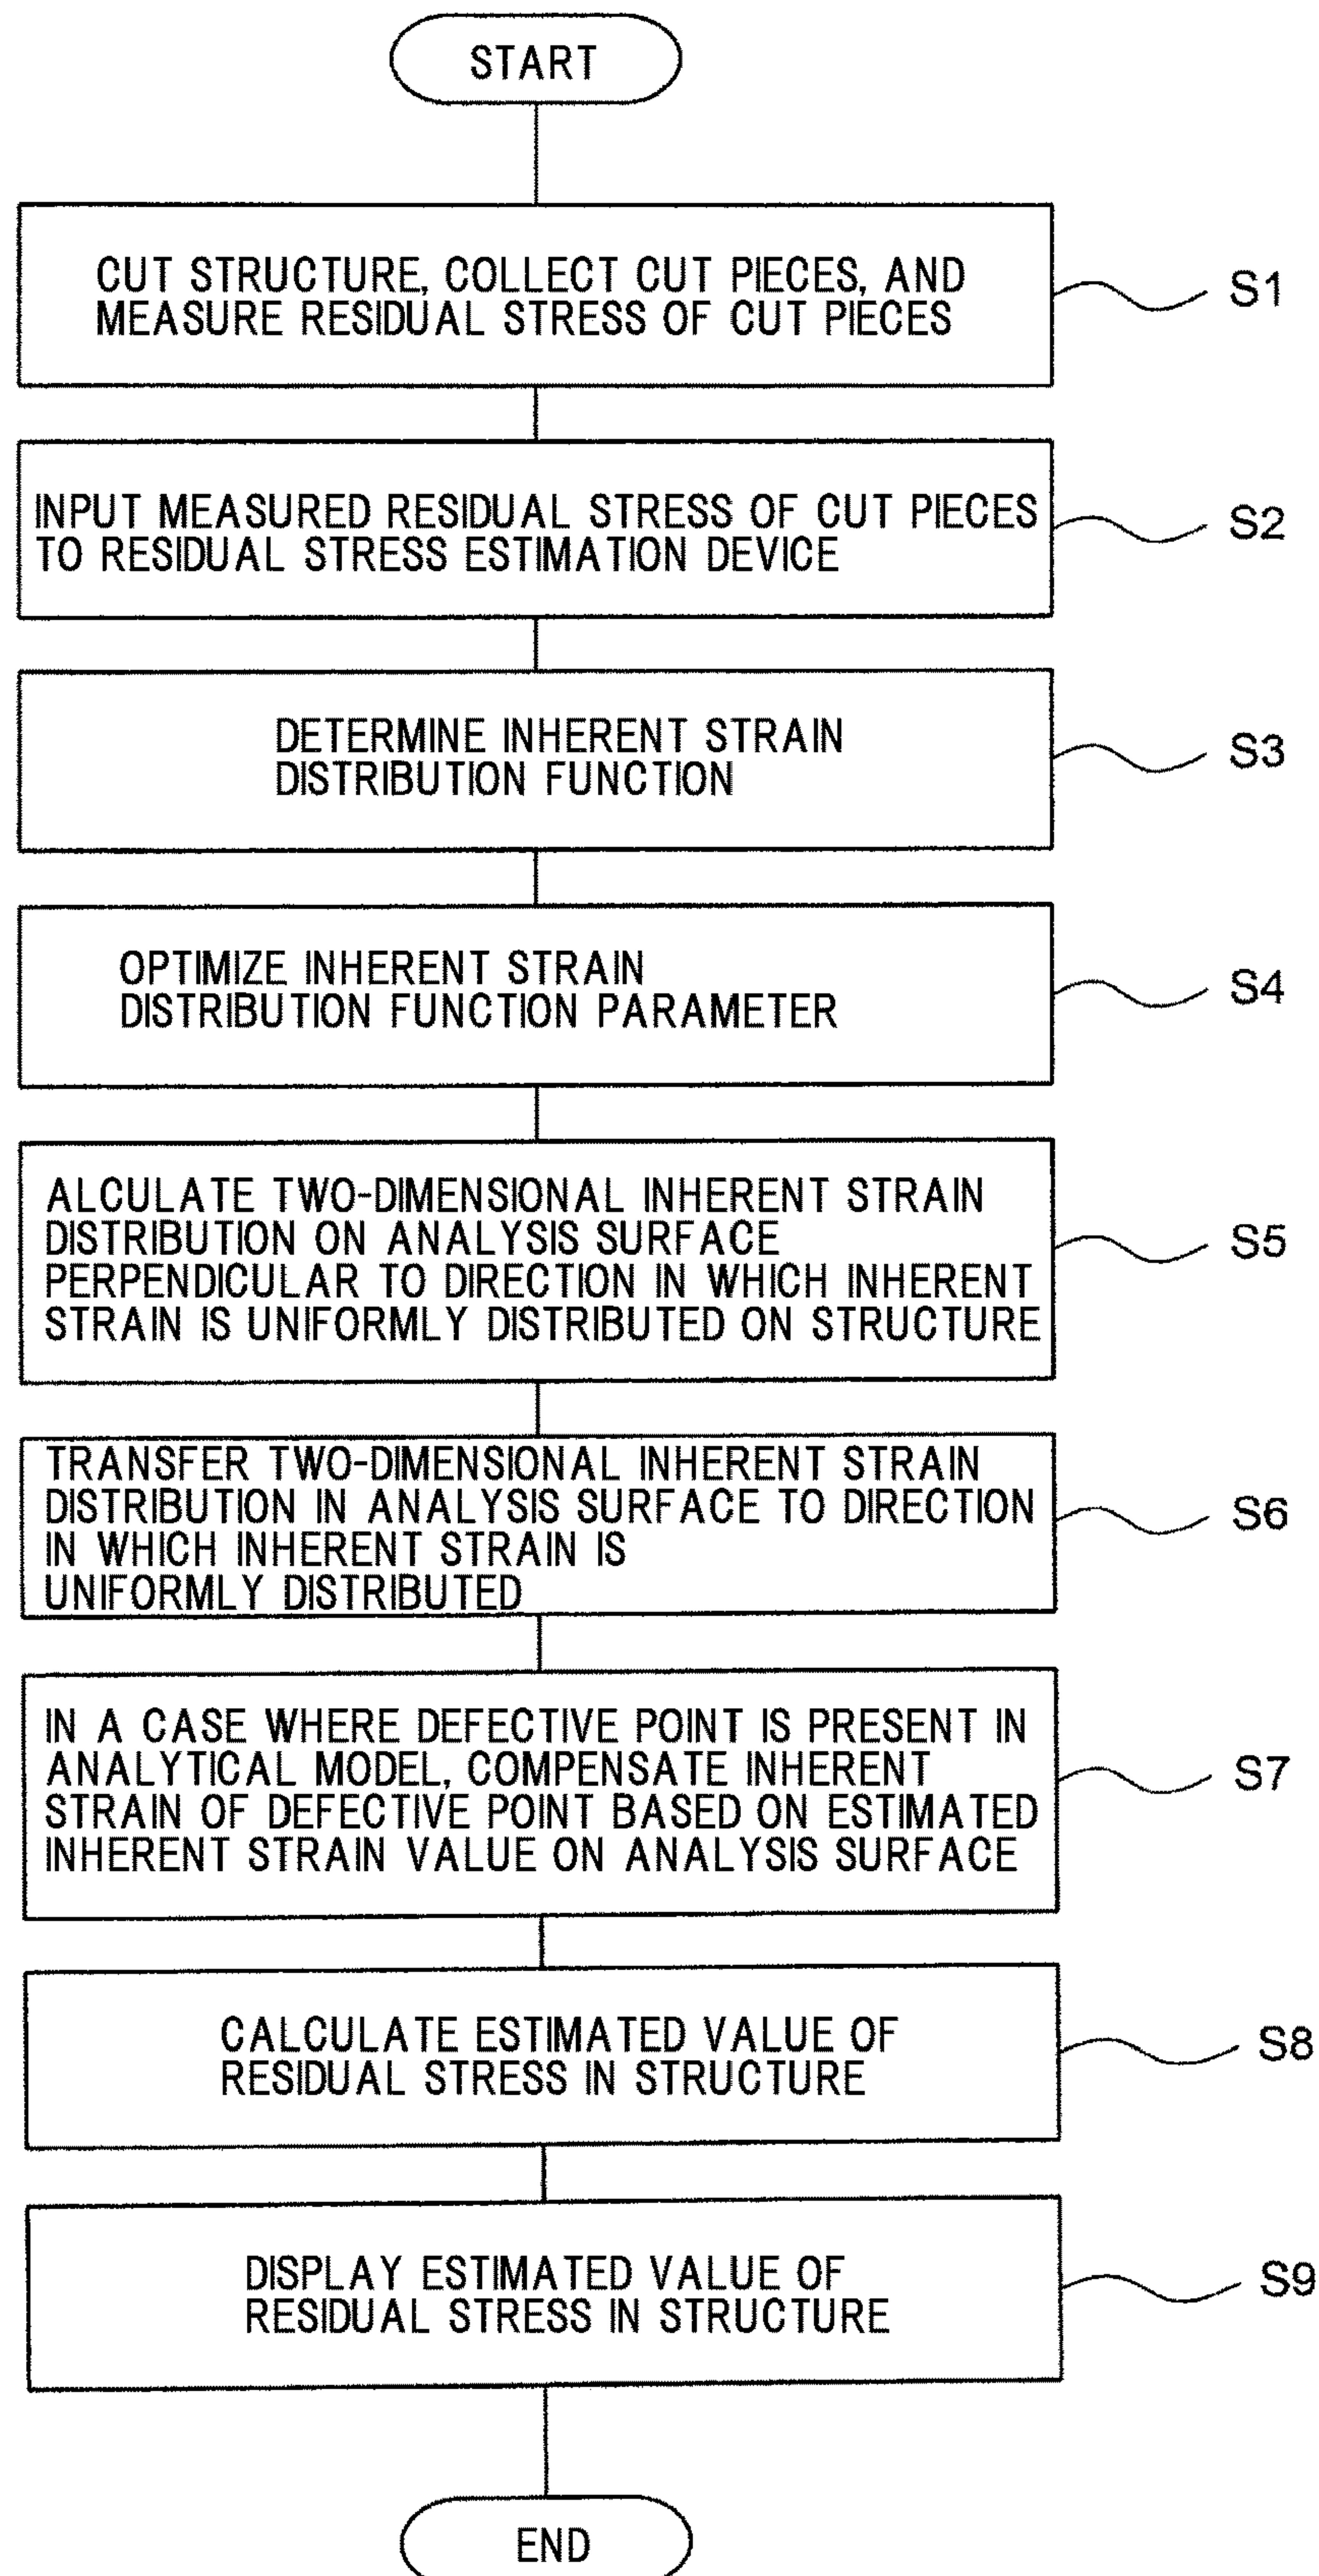 START
CUT STRUCTURE, COLLECT CUT PIECES, AND
MEASURE RESIDUAL STRESS OF CUT PIECES
S1
INPUT MEASURED RESIDUAL STRESS OF CUT PIECES
TO RESIDUAL STRESS ESTIMATION DEVICE
S2
DETERMINE INHERENT STRAIN
DISTRIBUTION FUNCTION
S3
OPTIMIZE INHERENT STRAIN
DISTRIBUTION FUNCTION PARAMETER
S4
ALCULATE TWO-DIMENSIONAL INHERENT STRAIN
DISTRIBUTION ON ANALYSIS SURFACE
PERPENDICULAR TO DIRECTION IN WHICH INHERENT
STRAIN IS UNIFORMLY DISTRIBUTED ON STRUCTURE
S5
TRANSFER TWO-DIMENSIONAL INHERENT STRAIN
DISTRIBUTION IN ANALYSIS SURFACE TO DIRECTION
IN WHICH INHERENT STRAIN IS
UNIFORMLY DISTRIBUTED
S6
IN A CASE WHERE DEFECTIVE POINT IS PRESENT IN
ANALYTICAL MODEL, COMPENSATE INHERENT
STRAIN OF DEFECTIVE POINT BASED ON ESTIMATED
INHERENT STRAIN VALUE ON ANALYSIS SURFACE
S7
CALCULATE ESTIMATED VALUE OF
RESIDUAL STRESS IN STRUCTURE
S8
DISPLAY ESTIMATED VALUE OF
RESIDUAL STRESS IN STRUCTURE
S9
END